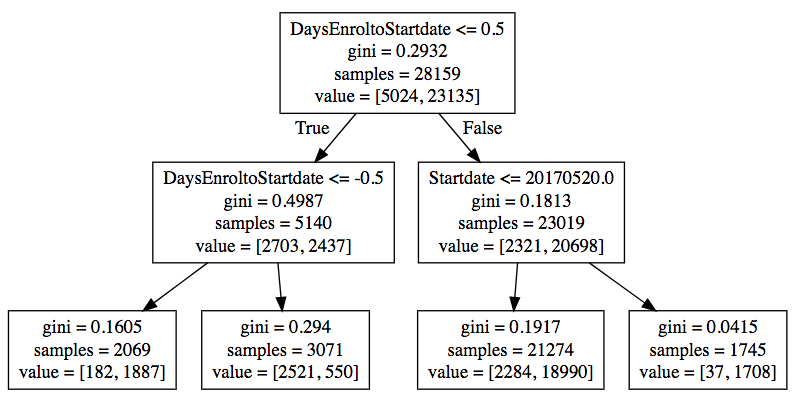 DaysEnroltoStartdate <= 0.5
gini = 0.2932
samples = 28159
value = [5024, 23135]
True
False
DaysEnroltoStartdate <= -0.5
gini = 0.4987
samples = 5140
value = [2703, 2437]
Startdate <= 20170520.0
gini = 0.1813
samples = 23019
value = [2321, 20698]
gini = 0.1605
samples = 2069
value = [182, 1887]
gini = 0.294
samples = 3071
value = [2521, 550]
gini = 0.1917
samples = 21274
value = [2284, 18990]
gini = 0.0415
samples = 1745
value = [37, 1708]